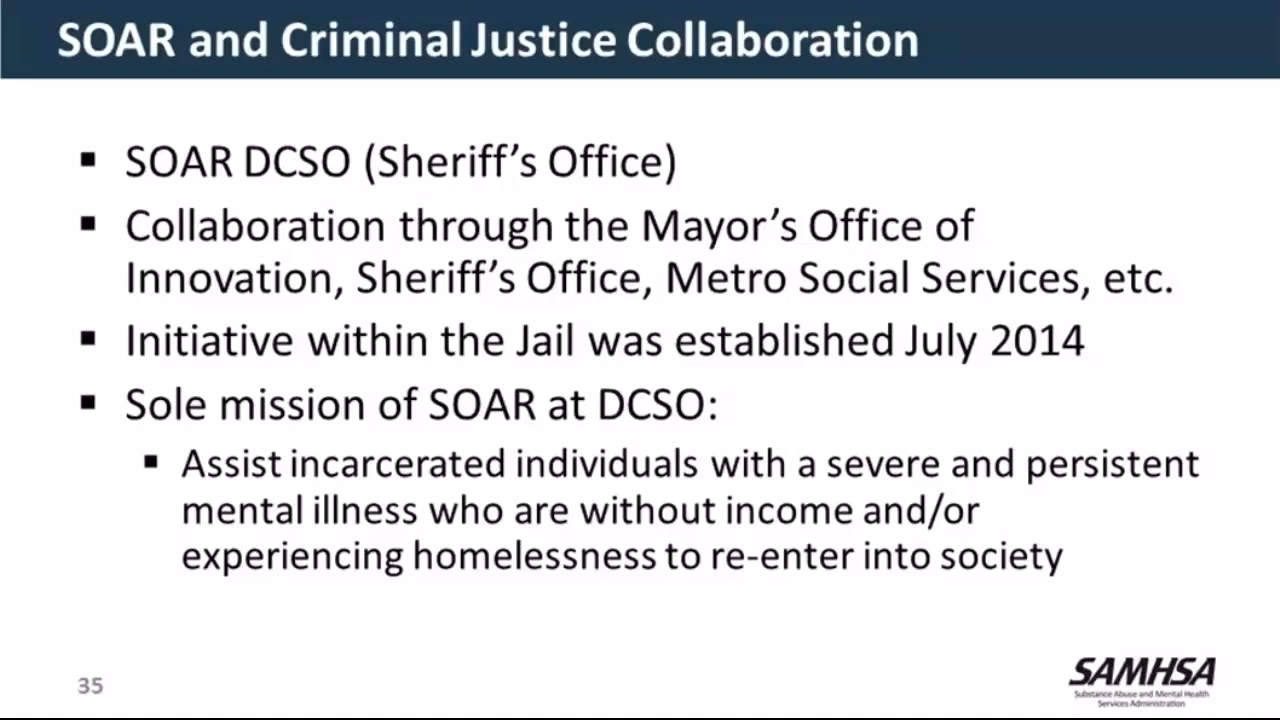 SOAR and Criminal Justice Collaboration
▪ SOAR DCSO (Sheriff’s Office)
▪ Collaboration through the Mayor’s Office of
Innovation, Sheriff’s Office, Metro Social Services, etc.
▪ Initiative within the Jail was established July 2014
▪ Sole mission of SOAR at DCSO:
▪ Assist incarcerated individuals with a severe and persistent
mental illness who are without income and/or
experiencing homelessness to re-enter into society
35
SAMHSA
Substance Abuse and Mental Health
Services Administration